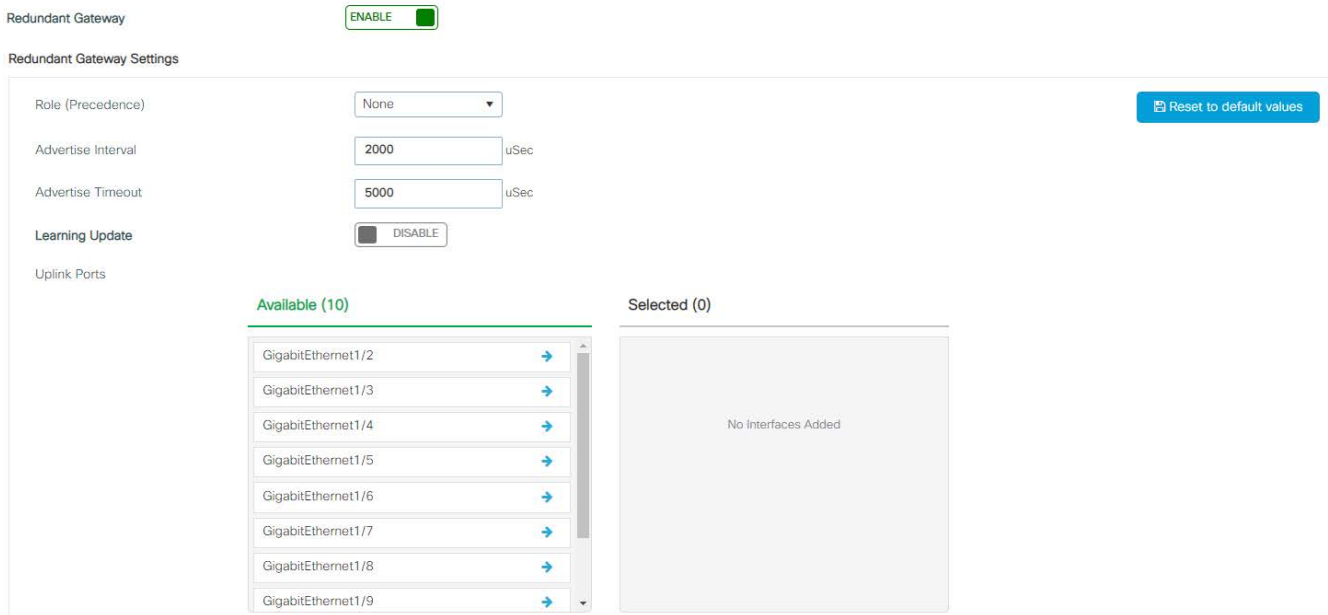 Redundant Gateway
ENABLE
Redundant Gateway Settings
Role (Precedence)
None
Reset to default values
Advertise Interval
2000
uSec
Advertise Timeout
5000
uSec
Learning Update
DISABLE
Uplink Ports
Available (10)
Selected (0)
GigabitEthernet1/2
GigabitEthernet1/3
GigabitEthernet1/4
No Interfaces Added
GigabitEthernet1/5
GigabitEthernet1/6
GigabitEthernet1/7
GigabitEthernet1/8
GigabitEthernet1/9